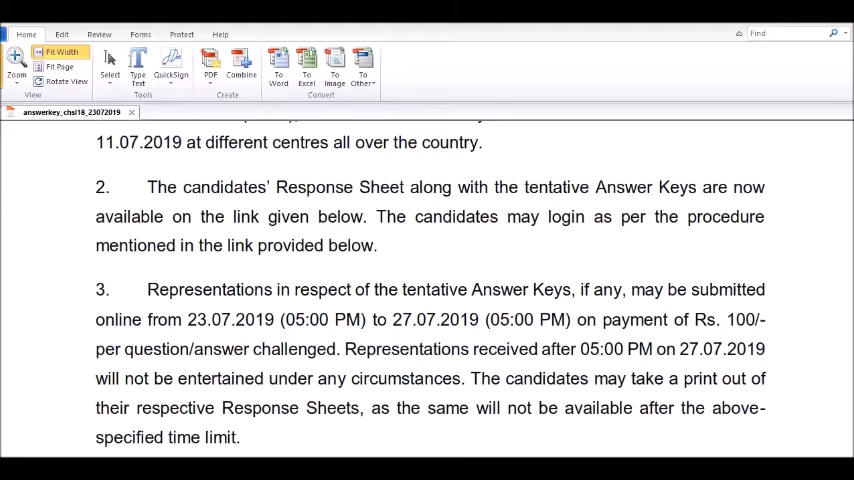 Home Edit Review Forms Protect Help
Find
Zoom
Fit Width
Fit Page
Rotate View
View
Select
Type Text
QuickSign
Tools
PDF
Combine
Create
To Word
To Excel
To Image
To Other
Convert
answerkey_chsl18_23072019
11.07.2019 at different centres all over the country.
2. The candidates' Response Sheet along with the tentative Answer Keys are now
available on the link given below. The candidates may login as per the procedure
mentioned in the link provided below.
3. Representations in respect of the tentative Answer Keys, if any, may be submitted
online from 23.07.2019 (05:00 PM) to 27.07.2019 (05:00 PM) on payment of Rs. 100/-
per question/answer challenged. Representations received after 05:00 PM on 27.07.2019
will not be entertained under any circumstances. The candidates may take a print out of
their respective Response Sheets, as the same will not be available after the above-
specified time limit.